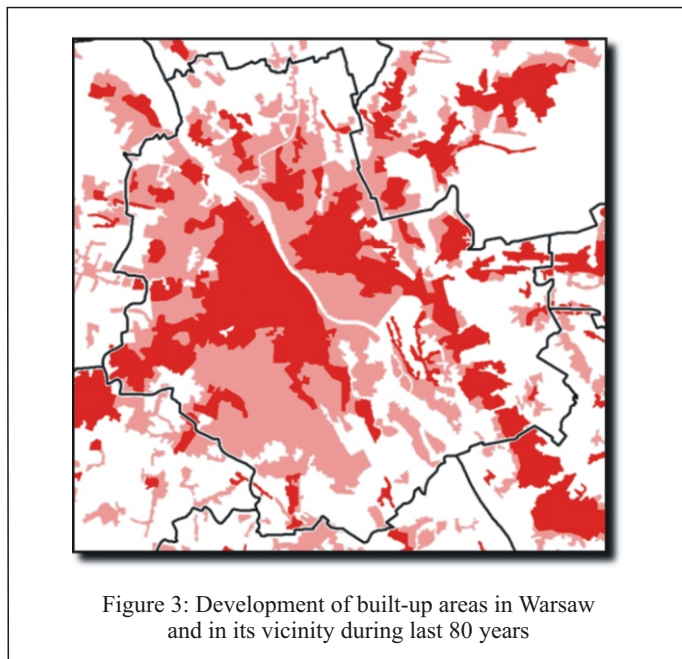 Figure 3: Development of built-up areas in Warsaw
and in its vicinity during last 80 years